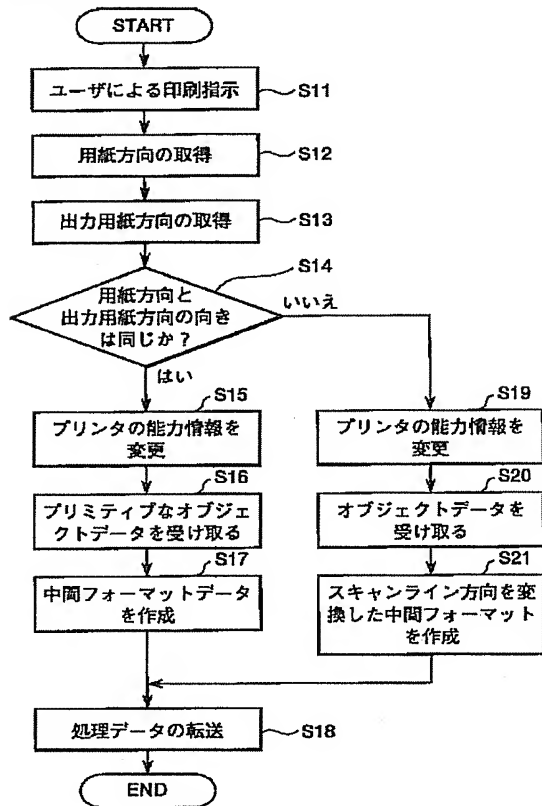 START
ユーザによる印刷指示
S11
用紙方向の取得
S12
出力用紙方向の取得
S13
S14
用紙方向と
出力用紙方向の向き
は同じか?
いいえ
はい
S15
プリンタの能力情報を
変更
S16
プリミティブなオブジェ
クトデータを受け取る
S17
中間フォーマットデータ
を作成
S19
プリンタの能力情報を
変更
S20
オブジェクトデータを
受け取る
S21
スキャンライン方向を変
換した中間フォーマット
を作成
処理データの転送
S18
END